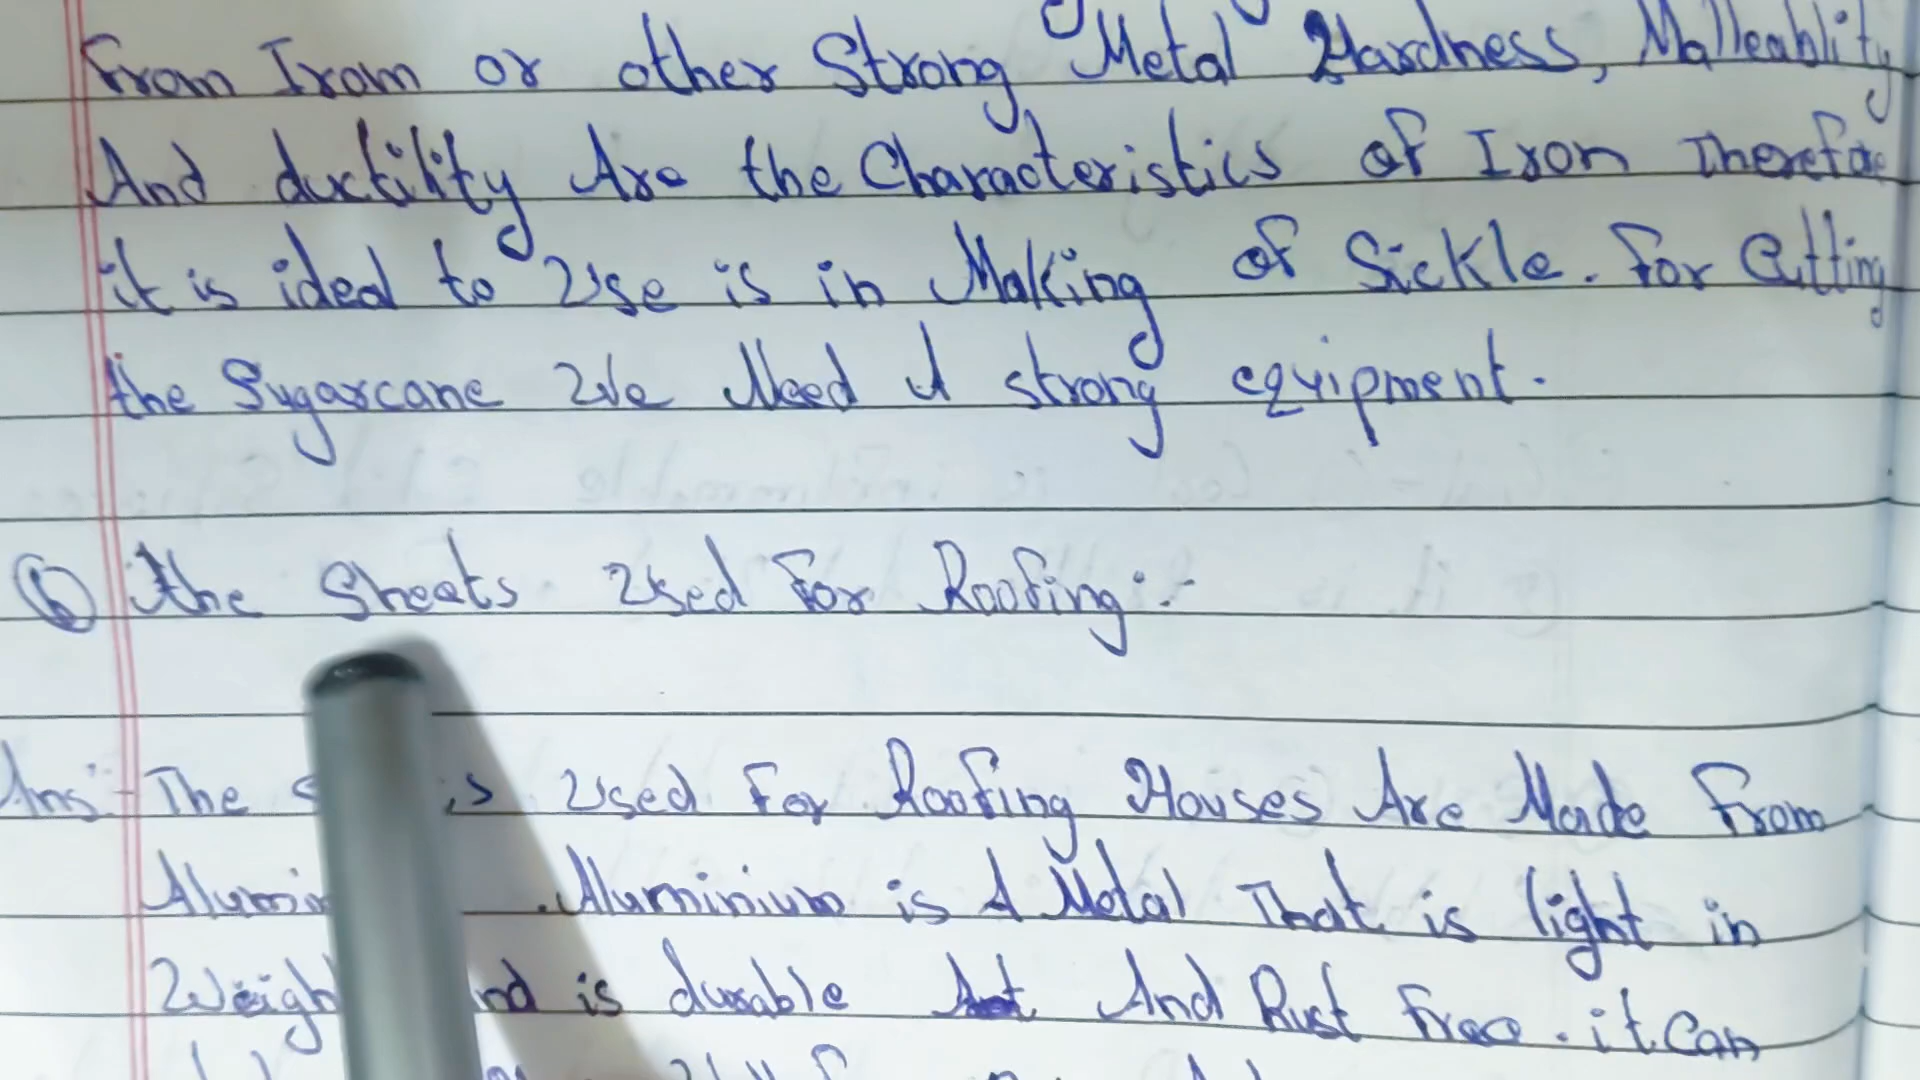 From Irom or other Strong Metal Hardness, Malleablity
And ductility Are the Characteristics of Iron Therefore
it is ideal to Use is in Making of Sickle. For Cutting
the Sugarcane We Need A strong equipment.
b The Sheets Used For Roofing:-
Ans:- The Used For Roofing Houses Are Made From
Aluminium is A Metal That is light in
is durable And Rust Free. it Can